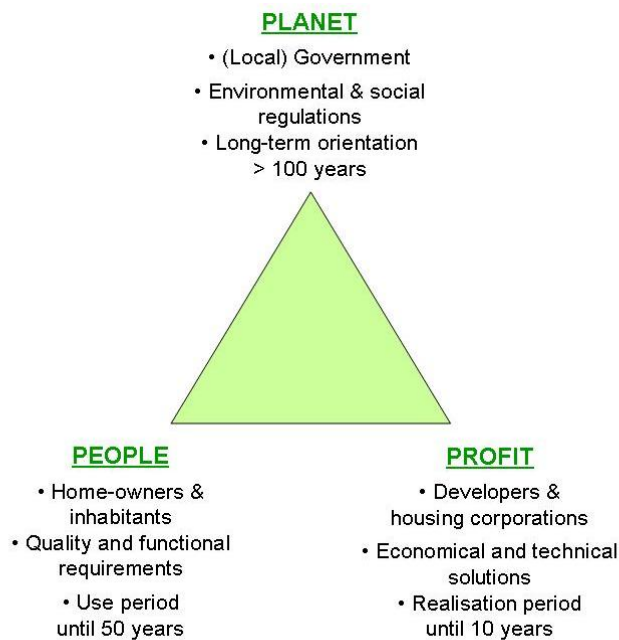 PLANET
• (Local) Government
• Environmental & social
regulations
• Long-term orientation
> 100 years
PEOPLE
• Home-owners &
inhabitants
• Quality and functional
requirements
• Use period
until 50 years
PROFIT
• Developers &
housing corporations
• Economical and technical
solutions
• Realisation period
until 10 years